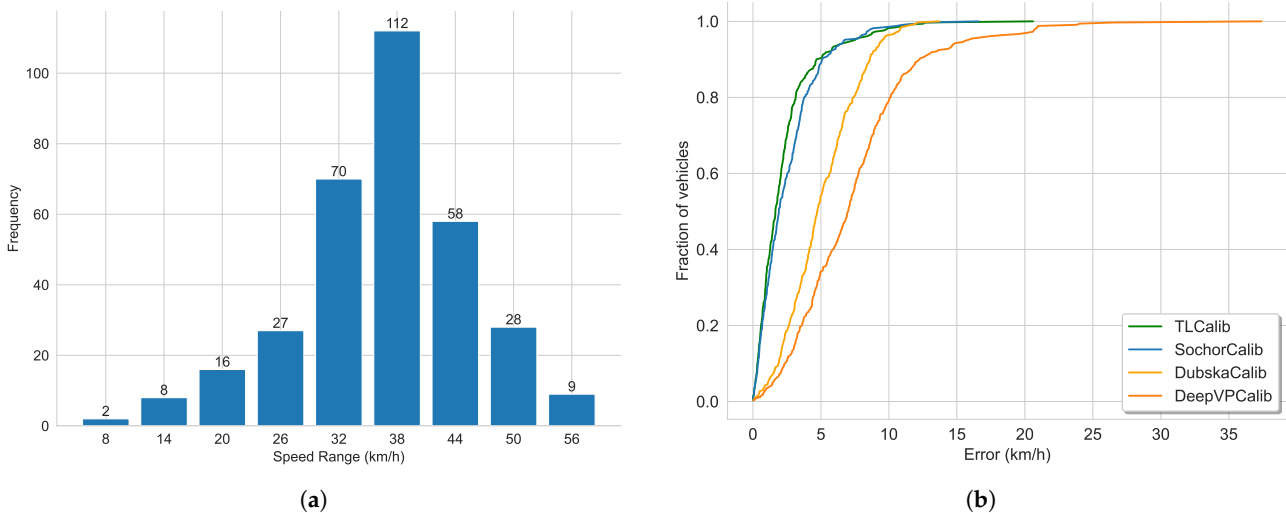 112
100
80
70
60
58
40
27
28
20
16
8
9
2
0
8 14 20 26 32 38 44 50 56
Frequency
Speed Range (km/h)
(a)
1.0
0.8
0.6
0.4
0.2
0.0
0 5 10 15 20 25 30 35
Fraction of vehicles
Error (km/h)
TLCalib
SochorCalib
DubskaCalib
DeepVPCalib
(b)